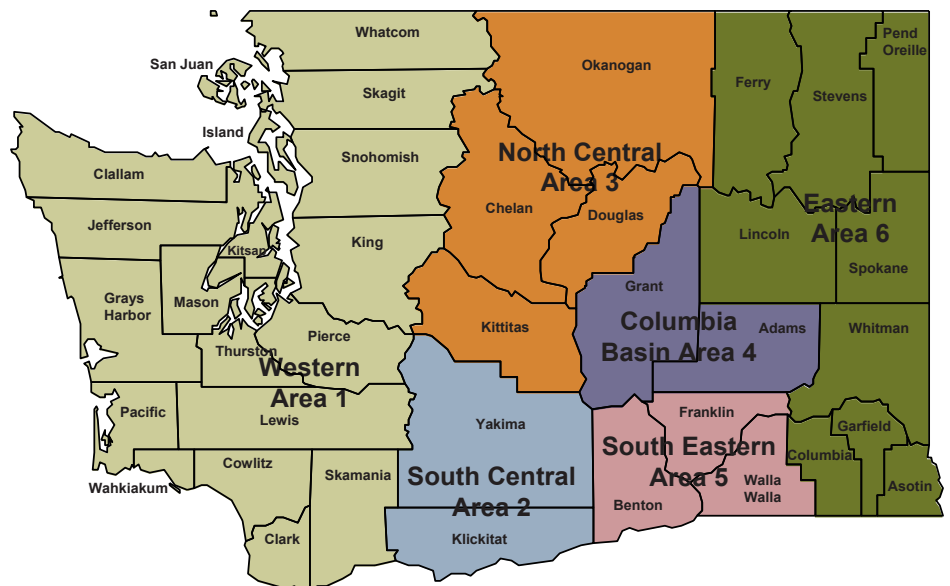 Whatcom
Pend
Oreille
San Juan
Okanogan
Ferry
Stevens
Skagit
Island
Snohomish
North Central
Area 3
Clallam
Chelan
Douglas
Eastern
Area 6
Jefferson
King
Lincoln
Kitsap
Spokane
Grays
Harbor
Mason
Grant
Kittitas
Columbia
Basin Area 4
Adams
Whitman
Pierce
Thurston
Western
Area 1
Pacific
Lewis
Yakima
Franklin
Garfield
South Eastern
Area 5
Columbia
Cowlitz
Skamania
South Central
Area 2
Walla
Walla
Asotin
Wahkiakum
Benton
Clark
Klickitat